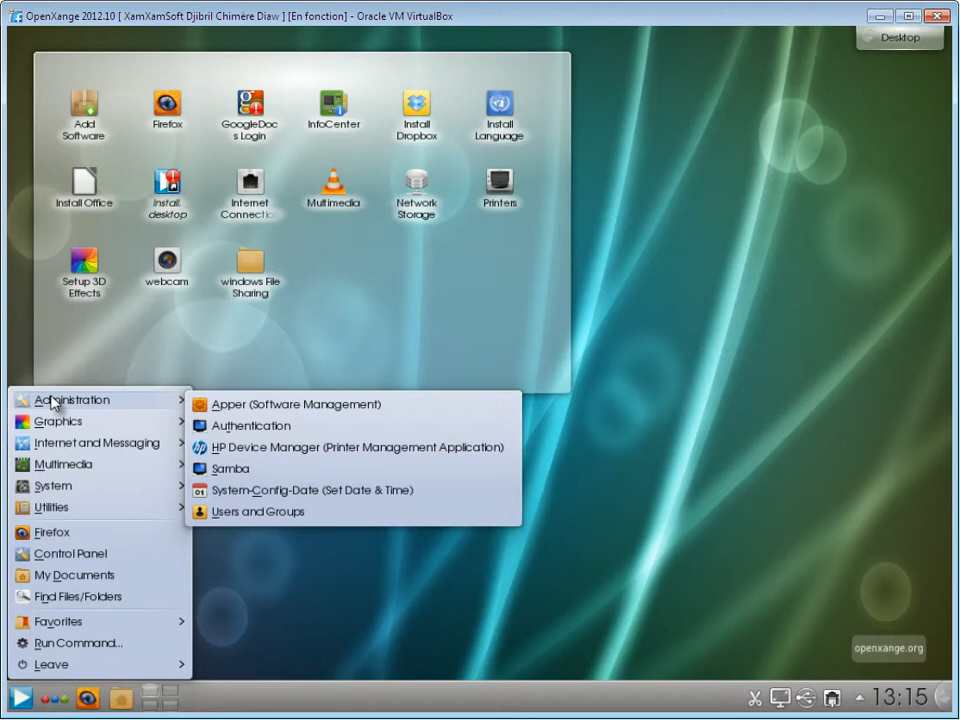 OpenXange 2012.10 [ XamXamSoft Djibril Chimère Diaw ] [En fonction] - Oracle VM VirtualBox
Desktop
Add
Software
Firefox
GoogleDoc
s Login
InfoCenter
Install
Dropbox
Install
Language
Install Office
Install.
desktop
Internet
Connectio
Multimedia
Network
Storage
Printers
Setup 3D
Effects
webcam
windows File
Sharing
Administration
Graphics
Internet and Messaging
Multimedia
System
Utilities
Firefox
Control Panel
My Documents
Find Files/Folders
Favorites
Run Command...
Leave
Apper (Software Management)
Authentication
HP Device Manager (Printer Management Application)
Samba
System-Config-Date (Set Date & Time)
Users and Groups
openxange.org
13:15